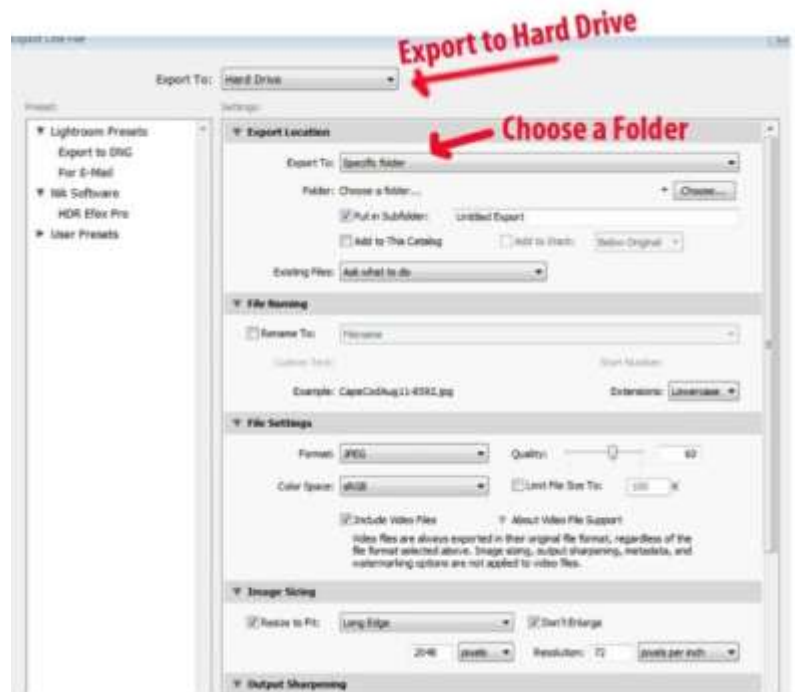 Export to Hard Drive
Export One File
Export To: Hard Drive
Preset: Settings:
Lightroom Presets
Export to DNG
For E-Mail
Nik Software
HDR Efex Pro
User Presets
Export Location
Choose a Folder
Export To: Specific folder
Folder: Choose a folder... Choose...
Put in Subfolder: Untitled Export
Add to This Catalog Add to Stack: Below Original
Existing Files: Ask what to do
File Naming
Rename To: Filename
Custom Text: Start Number:
Example: CapeCodAug11-8592.jpg Extensions: Lowercase
File Settings
Format: JPEG Quality: 60
Color Space: sRGB Limit File Size To: 100 K
Include Video Files About Video File Support
Video files are always exported in their original file format, regardless of the
file format selected above. Image sizing, output sharpening, metadata, and
watermarking options are not applied to video files.
Image Sizing
Resize to Fit: Long Edge Don't Enlarge
2048 pixels Resolution: 72 pixels per inch
Output Sharpening